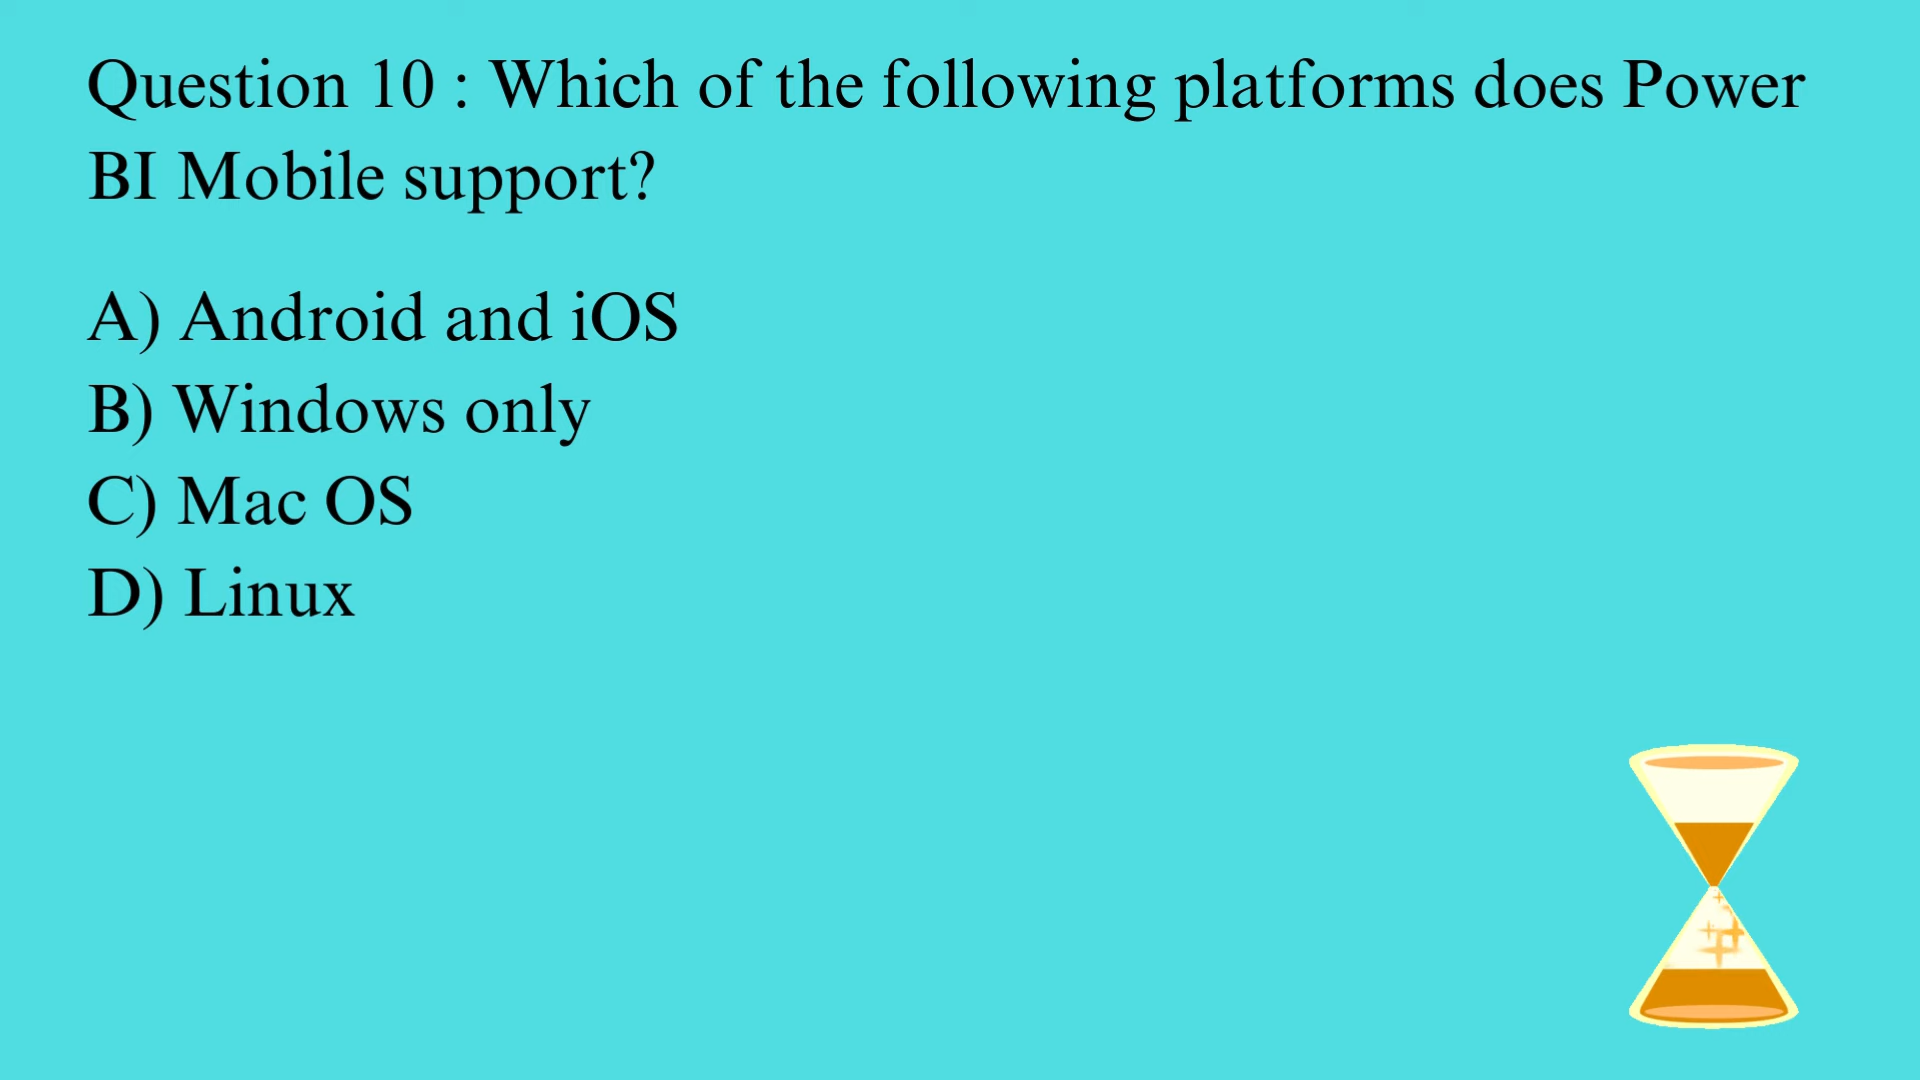 Question 10 : Which of the following platforms does Power
BI Mobile support?
A) Android and iOS
B) Windows only
C) Mac OS
D) Linux